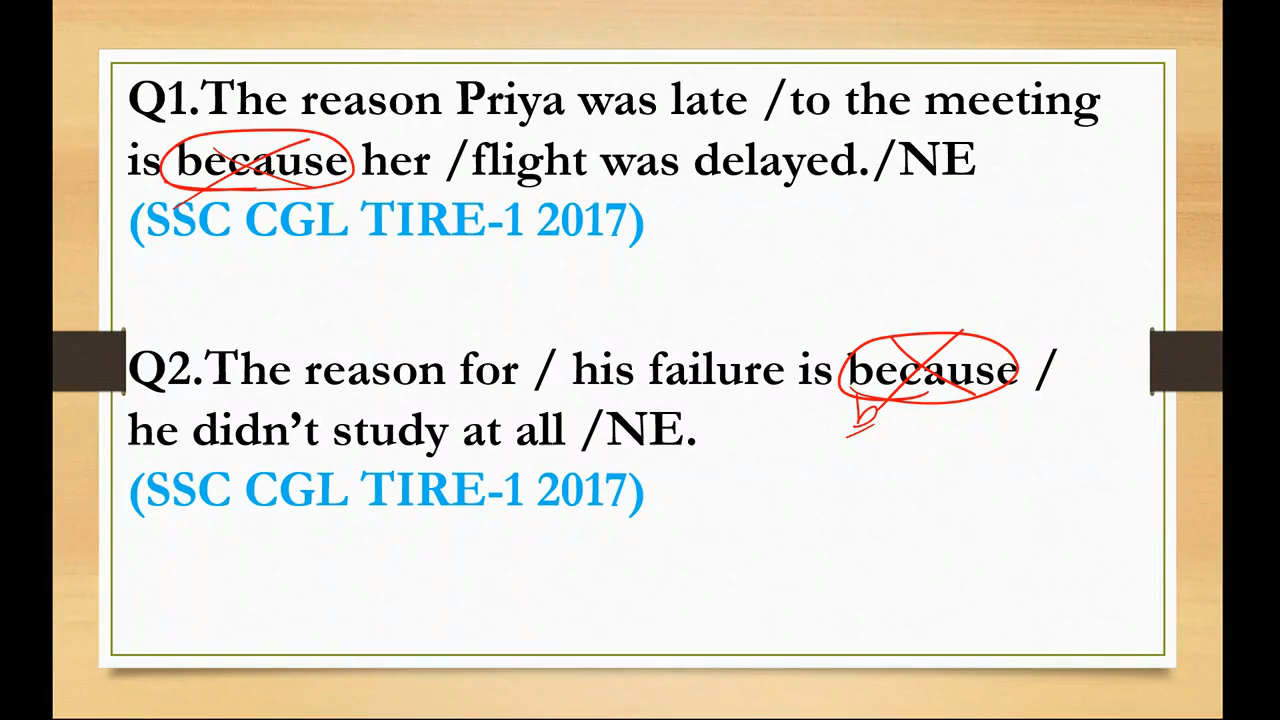 Q1.The reason Priya was late /to the meeting
is because her /flight was delayed./NE
(SSC CGL TIRE-1 2017)
Q2.The reason for / his failure is because /
he didn’t study at all /NE.
(SSC CGL TIRE-1 2017)